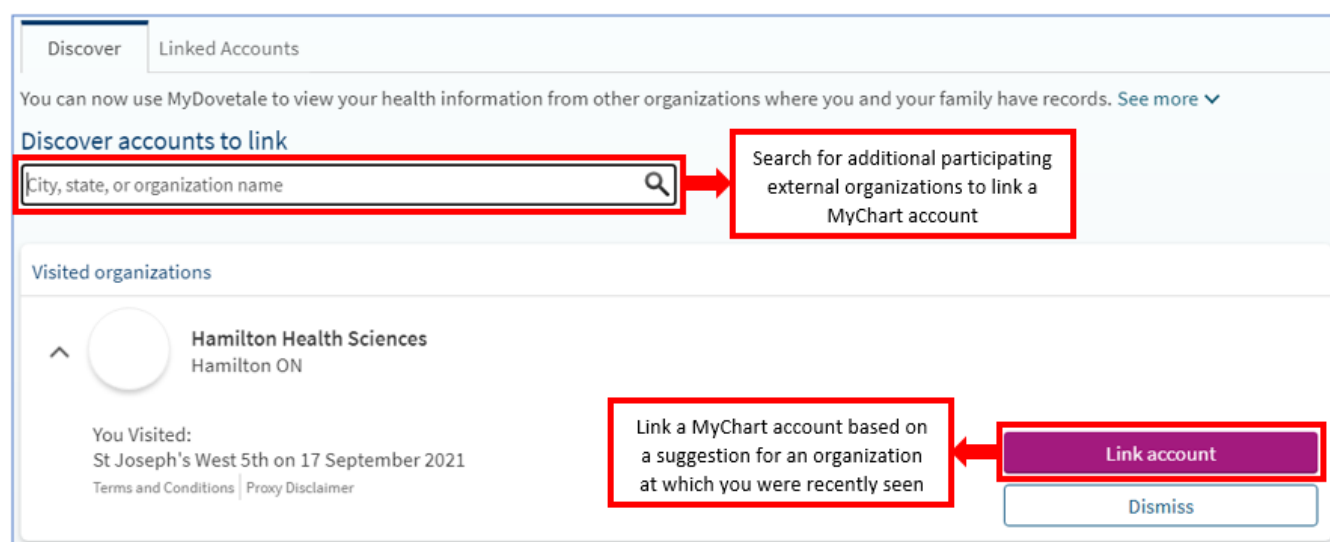 Discover
Linked Accounts
You can now use MyDovetale to view your health information from other organizations where you and your family have records. See more
Discover accounts to link
City, state, or organization name
Search for additional participating
external organizations to link a
MyChart account
Visited organizations
Hamilton Health Sciences
Hamilton ON
You Visited:
St Joseph's West 5th on 17 September 2021
Terms and Conditions | Proxy Disclaimer
Link a MyChart account based on
a suggestion for an organization
at which you were recently seen
Link account
Dismiss